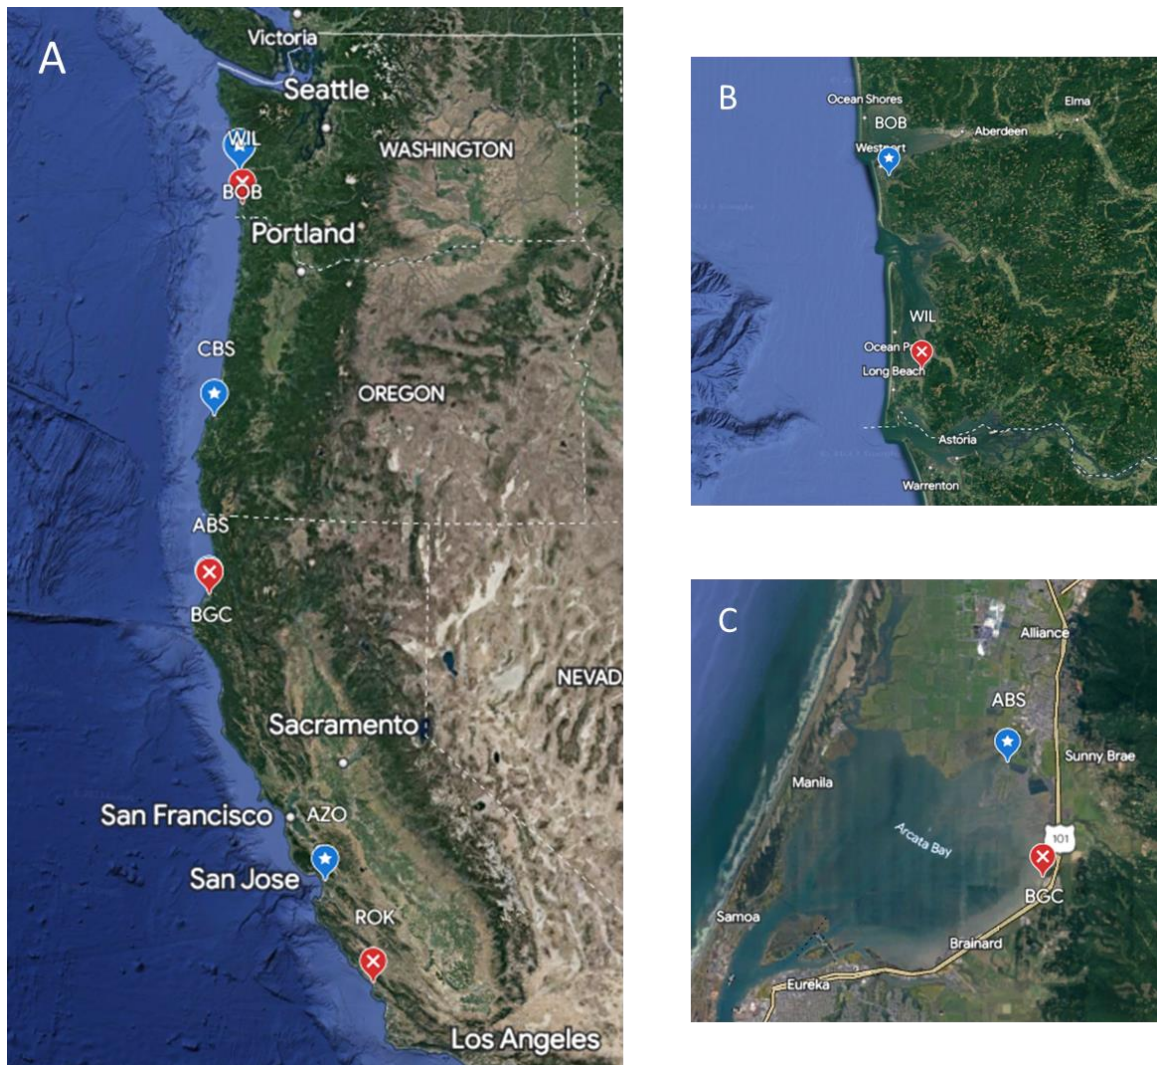 A
Victoria
Seattle
WIL
WASHINGTON
BOB
Portland
CBS
OREGON
ABS
BGC
NEVAD
Sacramento
San Francisco
AZO
San Jose
ROK
Los Angeles
B
Ocean Shores
Elma
BOB
Aberdeen
Westport
WIL
Ocean P
Long Beach
Astoria
Warrenton
C
Alliance
ABS
Sunny Brae
Manila
Arcata Bay
101
BGC
Samoa
Brainard
Eureka